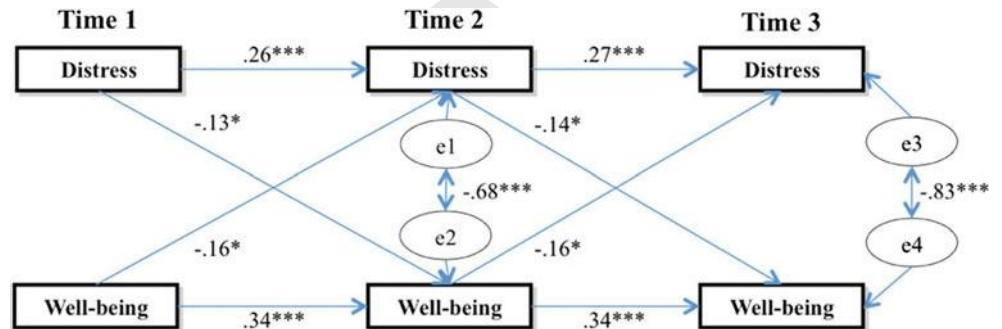 Time 1 Time 2 Time 3
Distress .26*** Distress .27*** Distress
-.13* -.14*
e1 e3
-.68*** -.83***
e2 e4
-.16* -.16*
Well-being Well-being Well-being
.34*** .34***